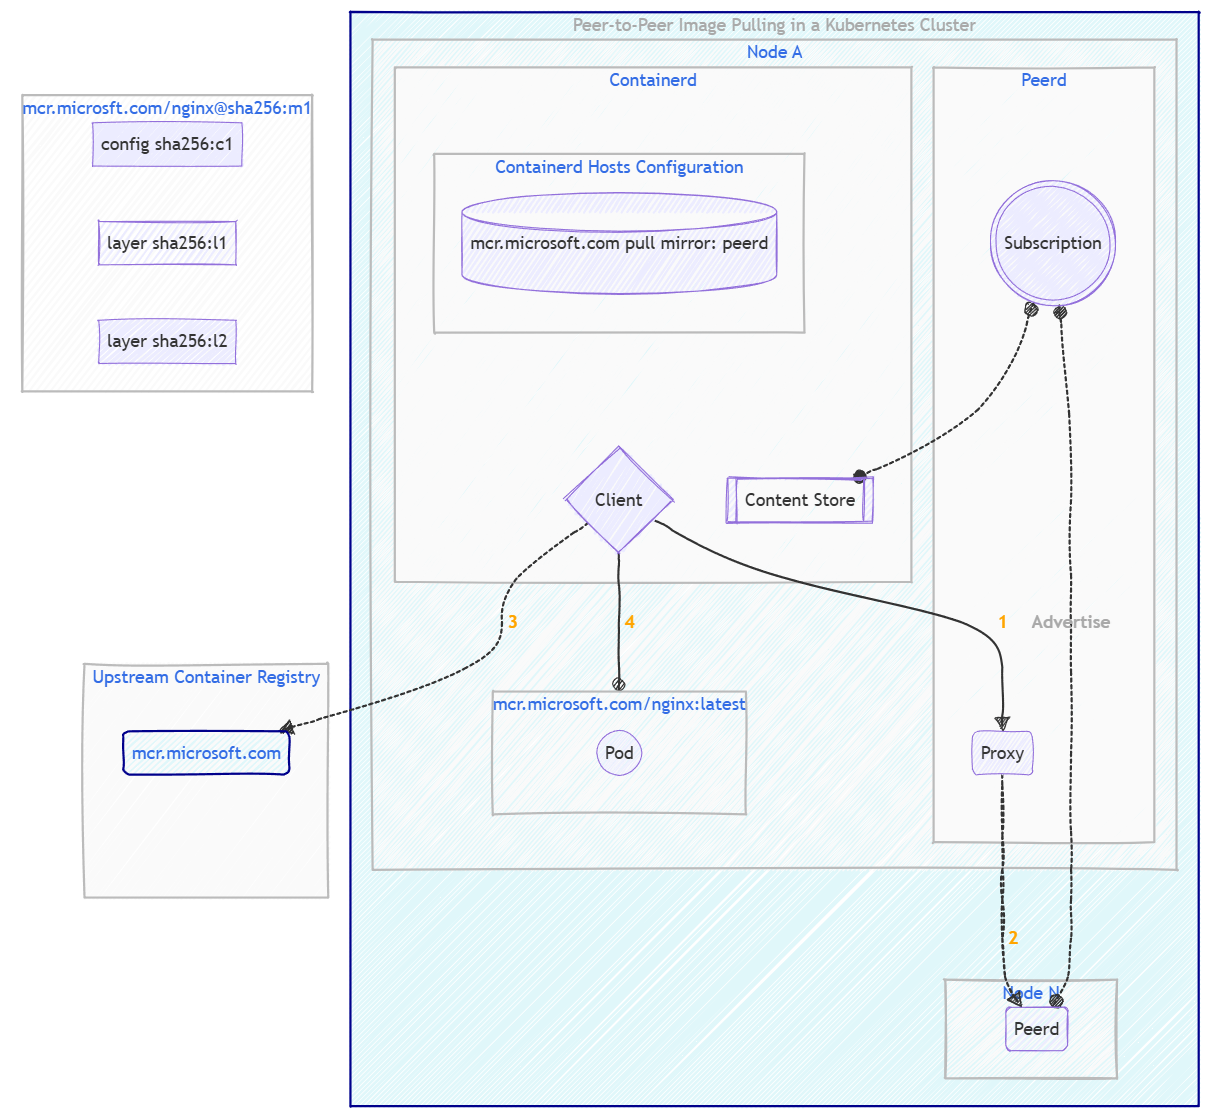 Peer-to-Peer Image Pulling in a Kubernetes Cluster
Node A
Containerd
Peerd
mcr.microsft.com/nginx@sha256:m1
config sha256:c1
layer sha256:l1
layer sha256:l2
Containerd Hosts Configuration
mcr.microsoft.com pull mirror: peerd
Subscription
Client
Content Store
3
4
1
Advertise
Upstream Container Registry
mcr.microsoft.com
mcr.microsoft.com/nginx:latest
Pod
Proxy
2
Node N
Peerd